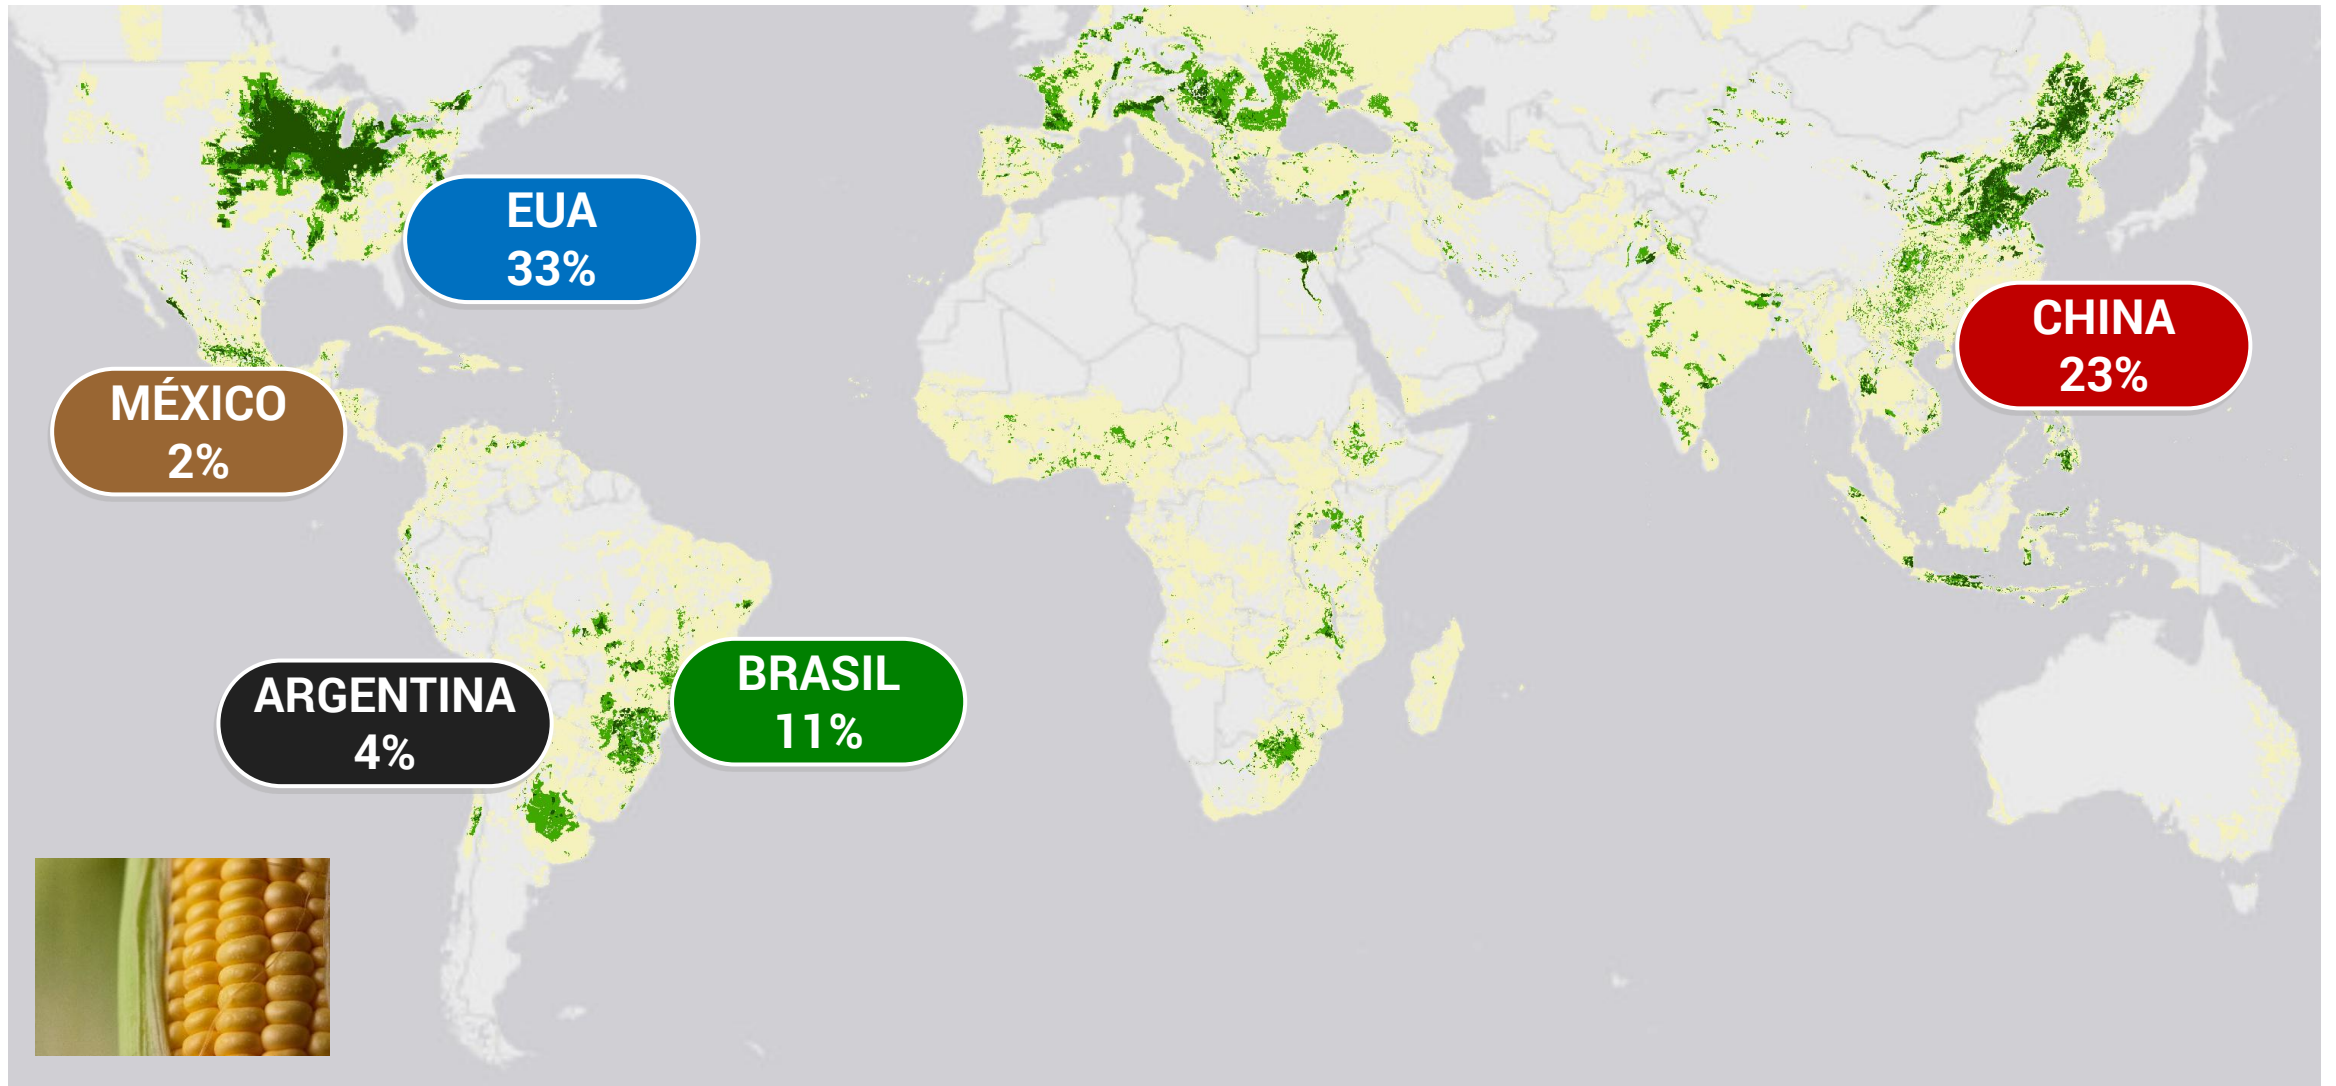 EUA
33%
CHINA
23%
MÉXICO
2%
BRASIL
11%
ARGENTINA
4%